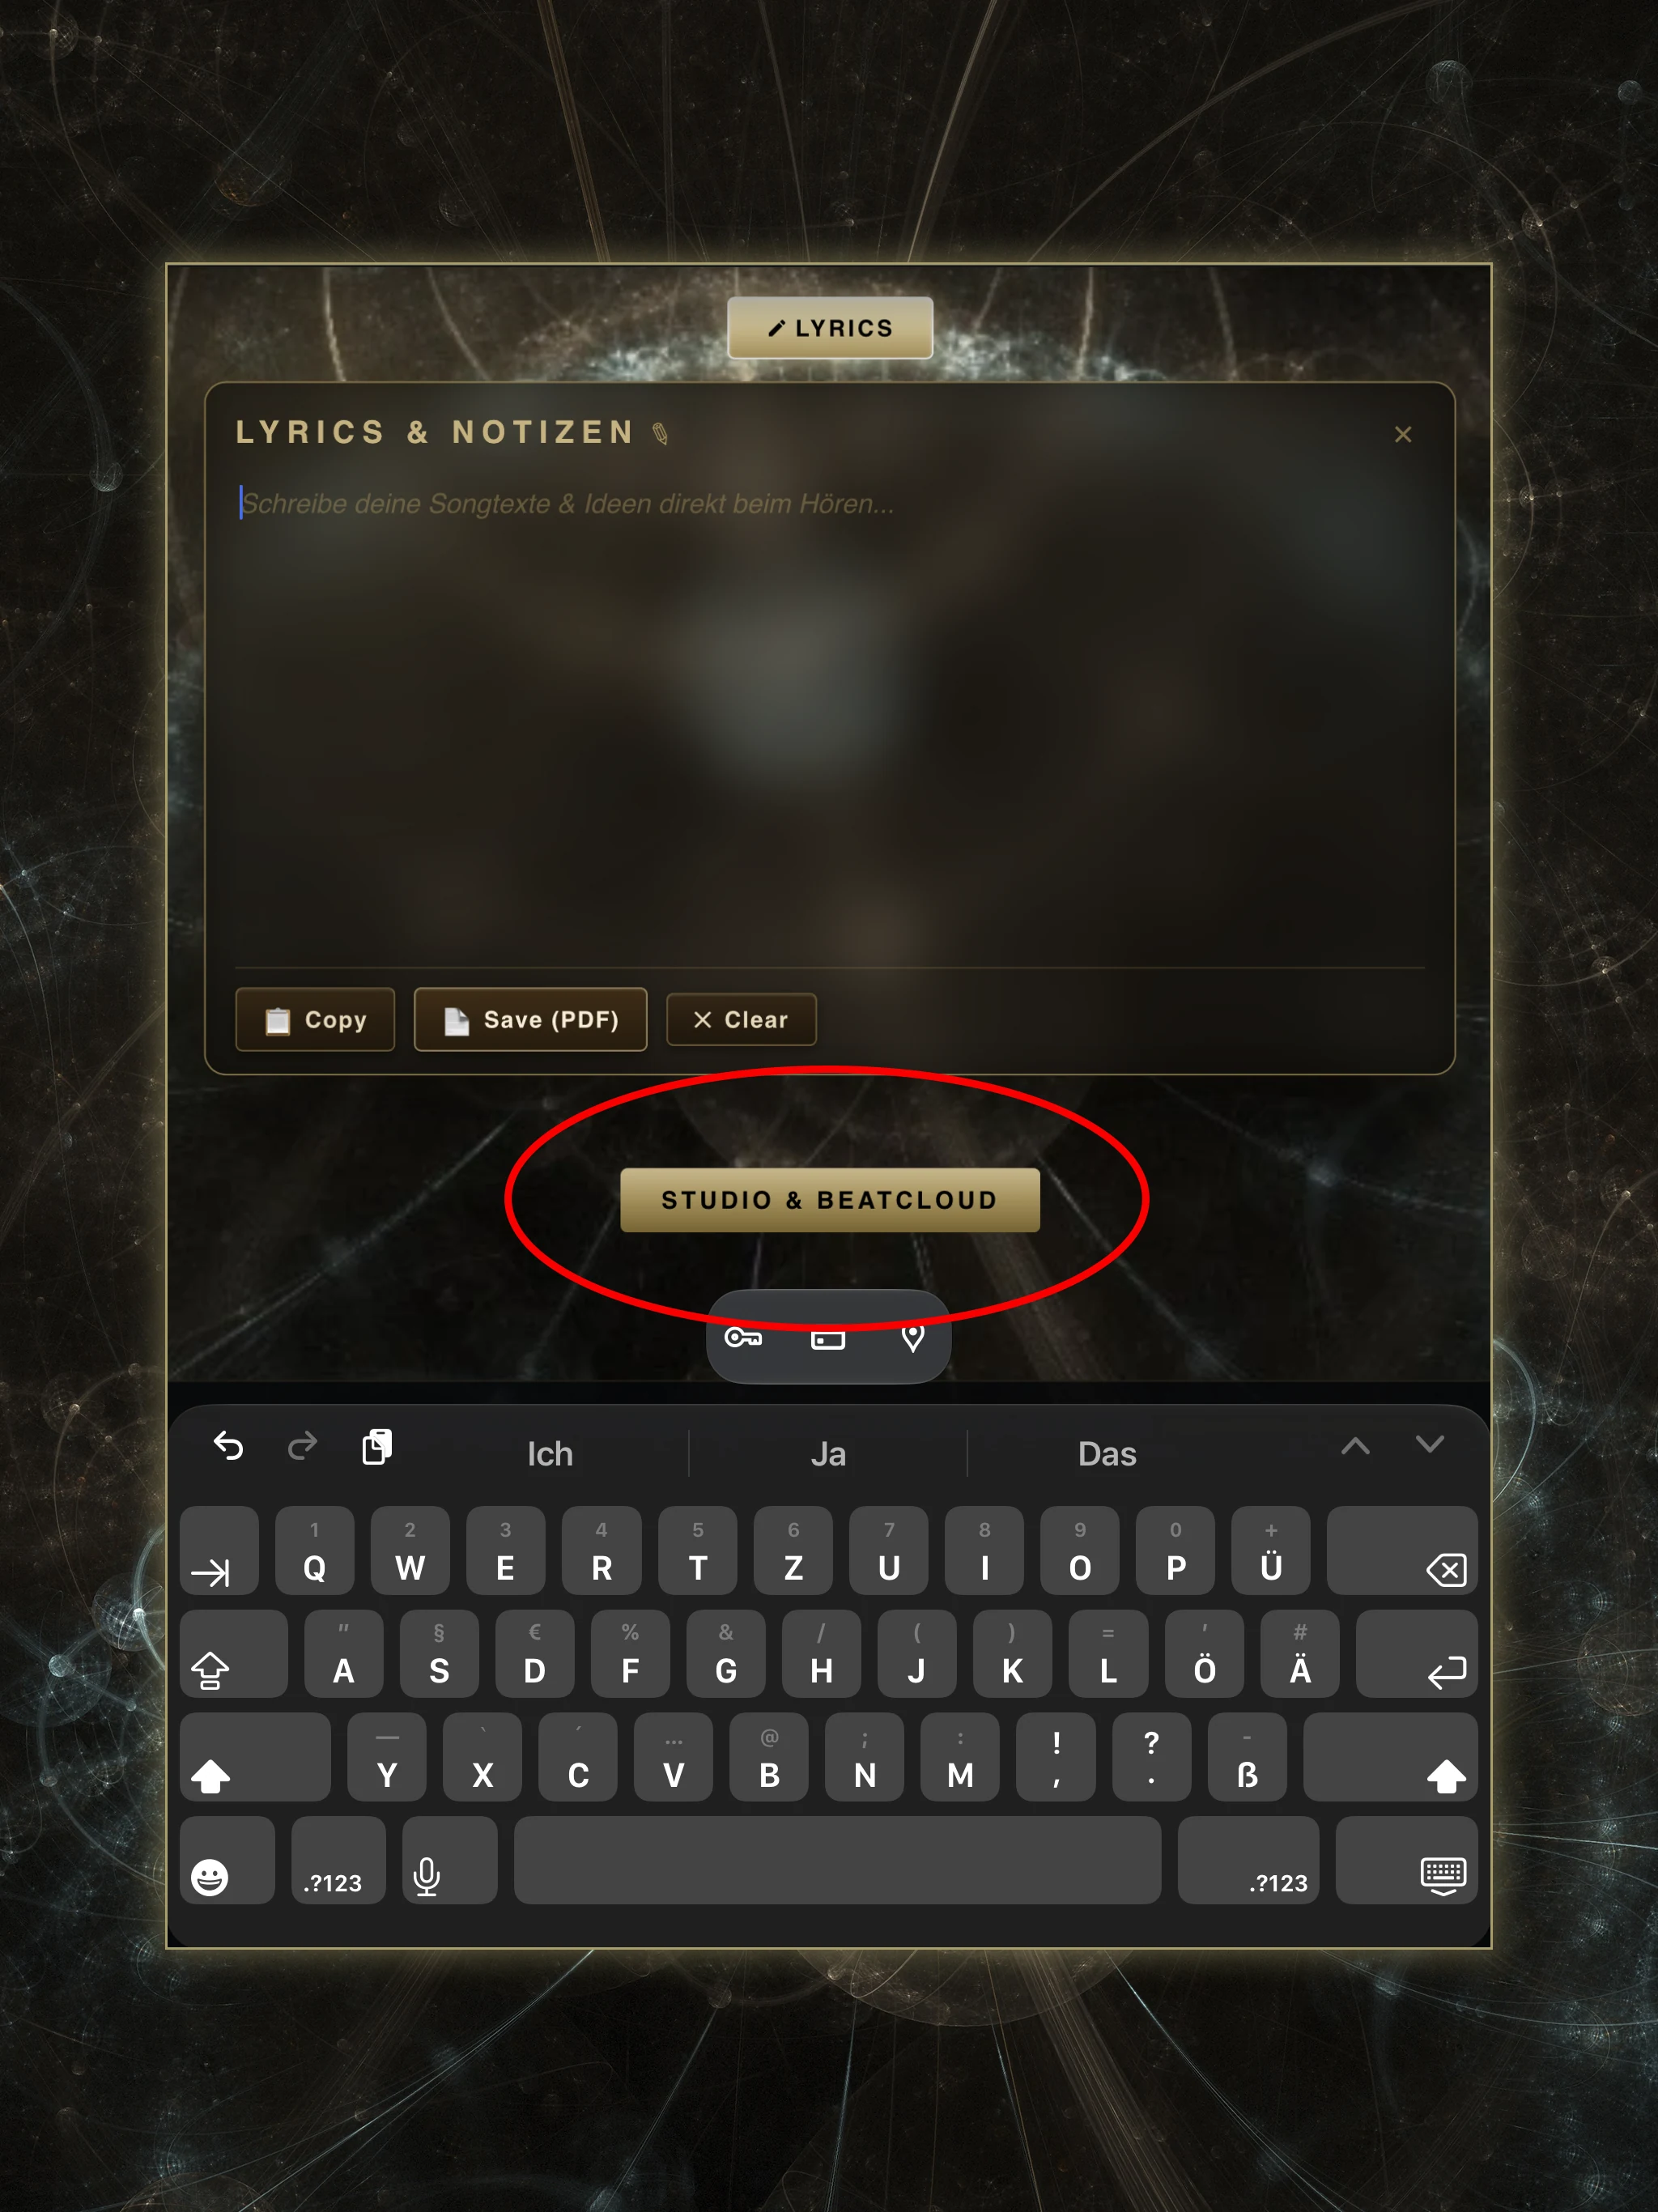 LYRICS
LYRICS & NOTIZEN
×
Schreibe deine Songtexte & Ideen direkt beim Hören...
Copy
Save (PDF)
× Clear
STUDIO & BEATCLOUD
Ich Ja Das
1 2 3 4 5 6 7 8 9 0 +
Q W E R T Z U I O P Ü
" § € % & / ( ) = ' #
A S D F G H J K L Ö Ä
— ` ´ ... @ ; : ! ? -
Y X C V B N M , . ß
.?123 .?123